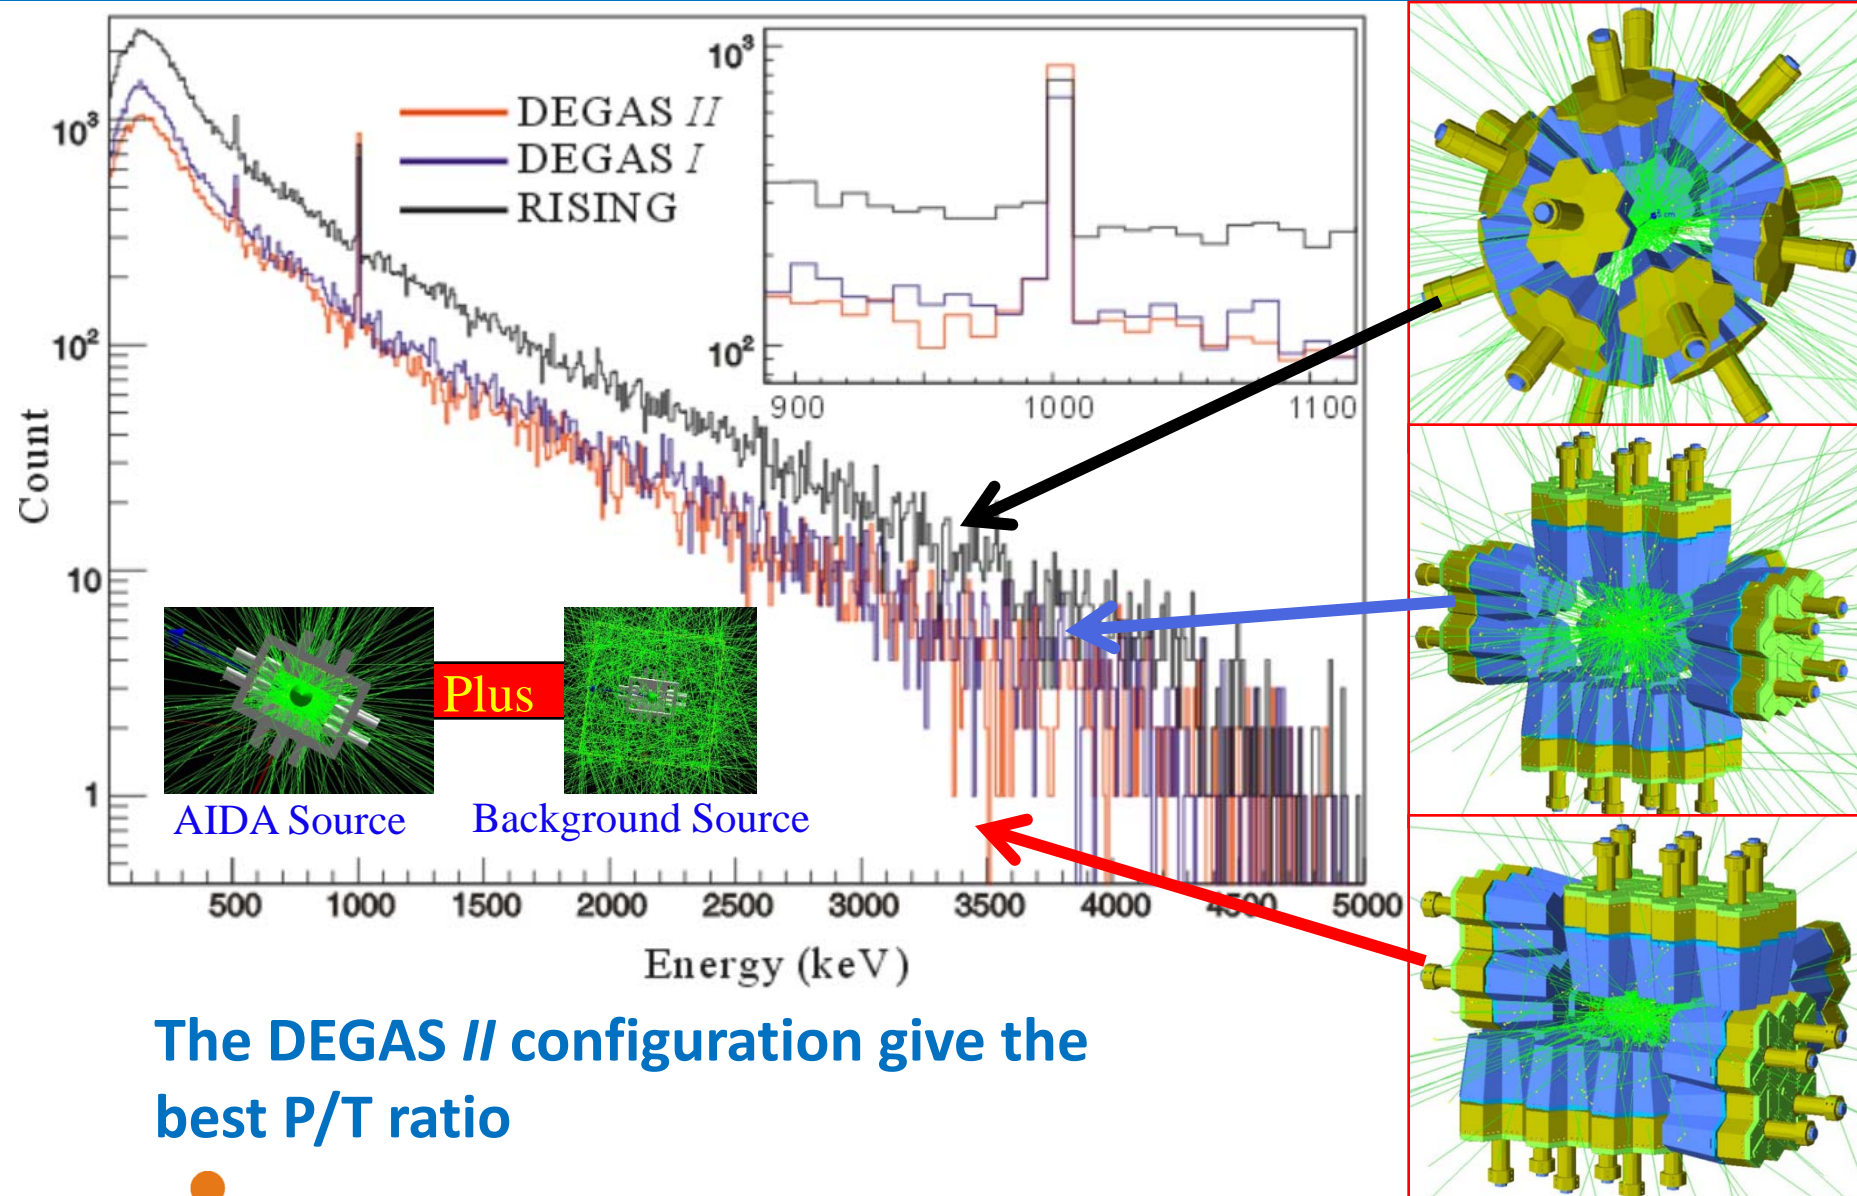 10³
10²
10
1
Count
DEGAS II
DEGAS I
RISING
10³
10²
900 1000 1100
5 cm
Plus
AIDA Source Background Source
500 1000 1500 2000 2500 3000 3500 4000 4500 5000
Energy (keV)
The DEGAS II configuration give the
best P/T ratio